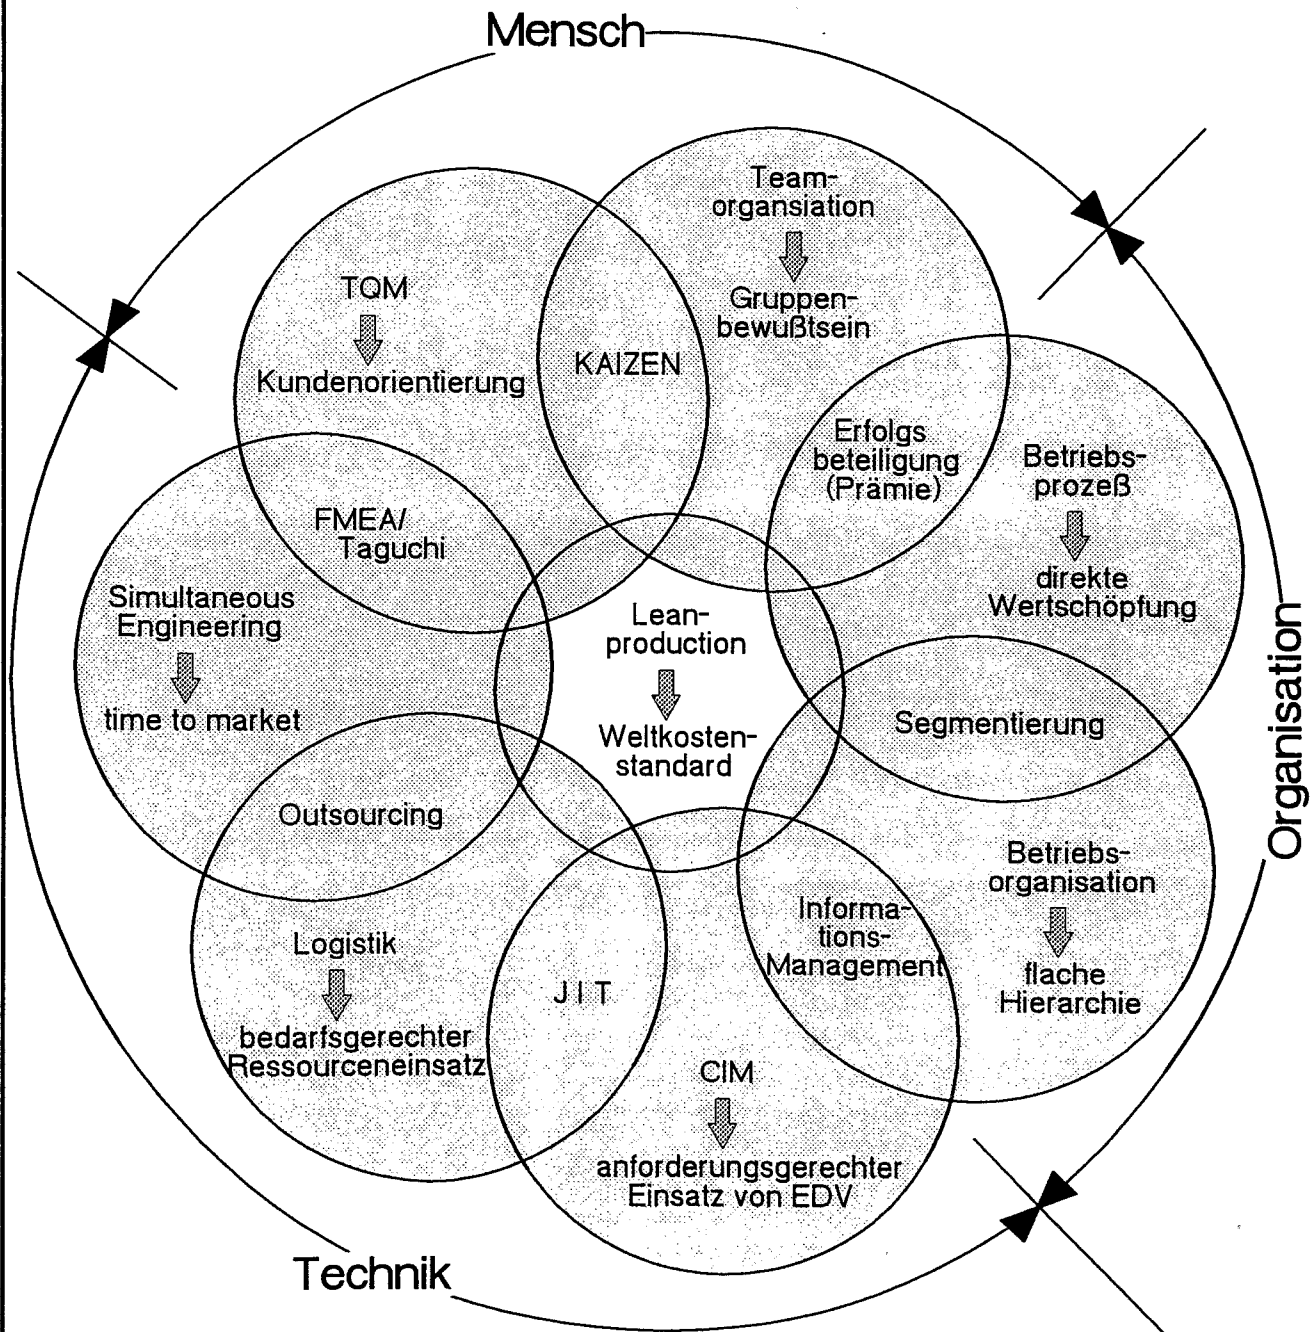 Mensch
Team-
organsiation
Gruppen-
bewußtsein
TQM
Kundenorientierung
KAIZEN
Erfolgs
beteiligung
(Prämie)
Betriebs-
prozeß
direkte
Wertschöpfung
FMEA/
Taguchi
Simultaneous
Engineering
time to market
Lean-
production
Weltkosten-
standard
Segmentierung
Organisation
Outsourcing
Betriebs-
organisation
flache
Hierarchie
Informa-
tions-
Management
Logistik
bedarfsgerechter
Ressourceneinsatz
J I T
CIM
anforderungsgerechter
Einsatz von EDV
Technik